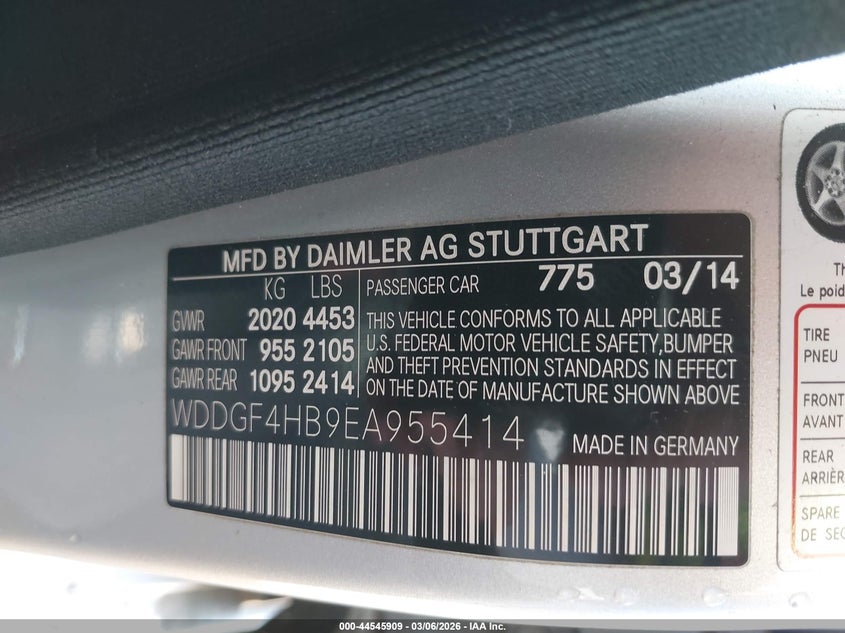 MFD BY DAIMLER AG STUTTGART
KG LBS
PASSENGER CAR 775 03/14
GVWR 2020 4453
GAWR FRONT 955 2105
GAWR REAR 1095 2414
THIS VEHICLE CONFORMS TO ALL APPLICABLE
U.S. FEDERAL MOTOR VEHICLE SAFETY,BUMPER
AND THEFT PREVENTION STANDARDS IN EFFECT
ON THE DATE OF MANUFACTURE SHOWN ABOVE
WDDGF4HB9EA955414
MADE IN GERMANY
Le poid
TIRE
PNEU
FRONT
AVANT
REAR
ARRIÈR
SPARE
DE SEC
000-44545909 - 03/06/2026 - IAA Inc.